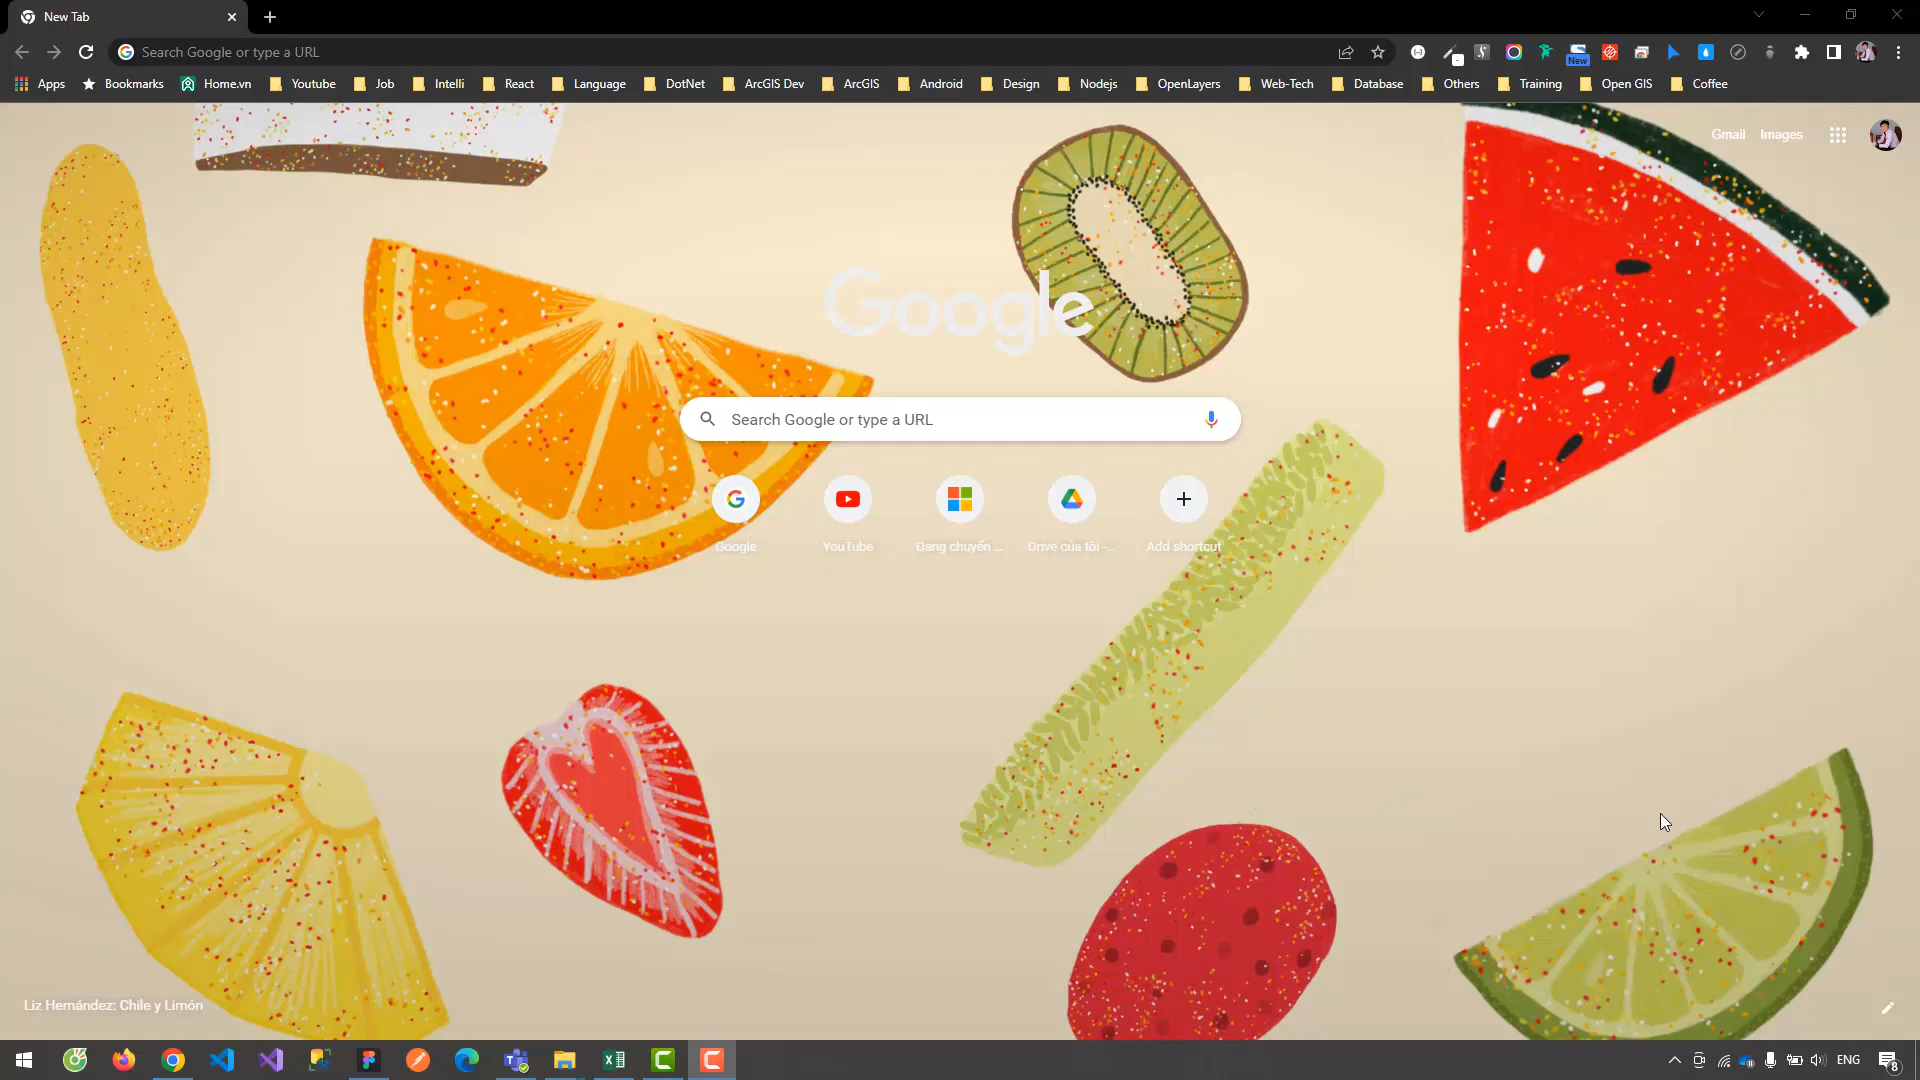 New Tab
Search Google or type a URL
New
Apps Bookmarks Home.vn Youtube Job Intelli React Language DotNet ArcGIS Dev ArcGIS Android Design Nodejs OpenLayers Web-Tech Database Others Training Open GIS Coffee
Gmail Images
Google
Search Google or type a URL
Google YouTube Đang chuyển ... Drive của tôi -... Add shortcut
Liz Hernández: Chile y Limón
ENG
8